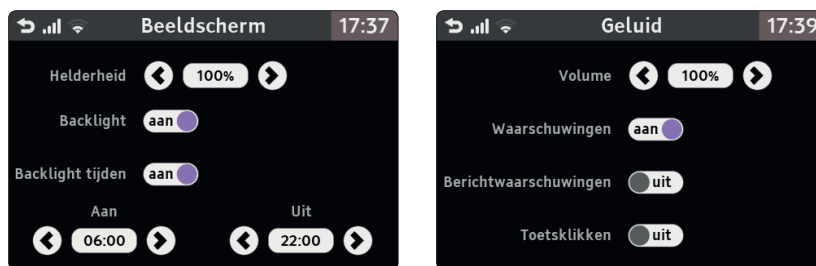 Beeldscherm 17:37
Helderheid 100%
Backlight aan
Backlight tijden aan
Aan Uit
06:00 22:00
Geluid 17:39
Volume 100%
Waarschuwingen aan
Berichtwaarschuwingen uit
Toetsklikken uit